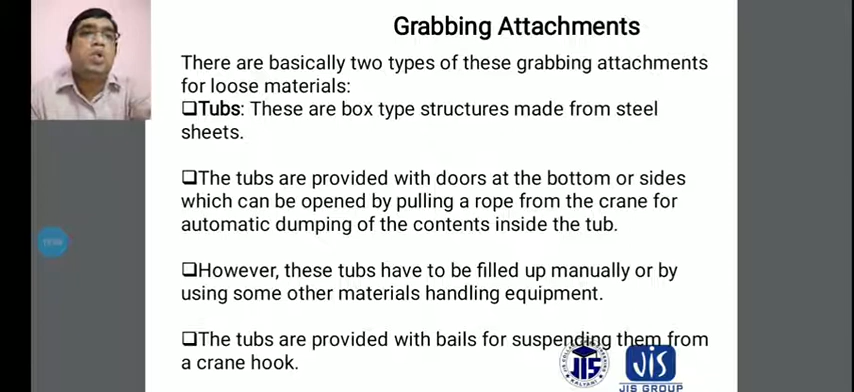 Grabbing Attachments
There are basically two types of these grabbing attachments
for loose materials:
❑Tubs: These are box type structures made from steel
sheets.
❑The tubs are provided with doors at the bottom or sides
which can be opened by pulling a rope from the crane for
automatic dumping of the contents inside the tub.
❑However, these tubs have to be filled up manually or by
using some other materials handling equipment.
❑The tubs are provided with bails for suspending them from
a crane hook.
JIS
JIS GROUP